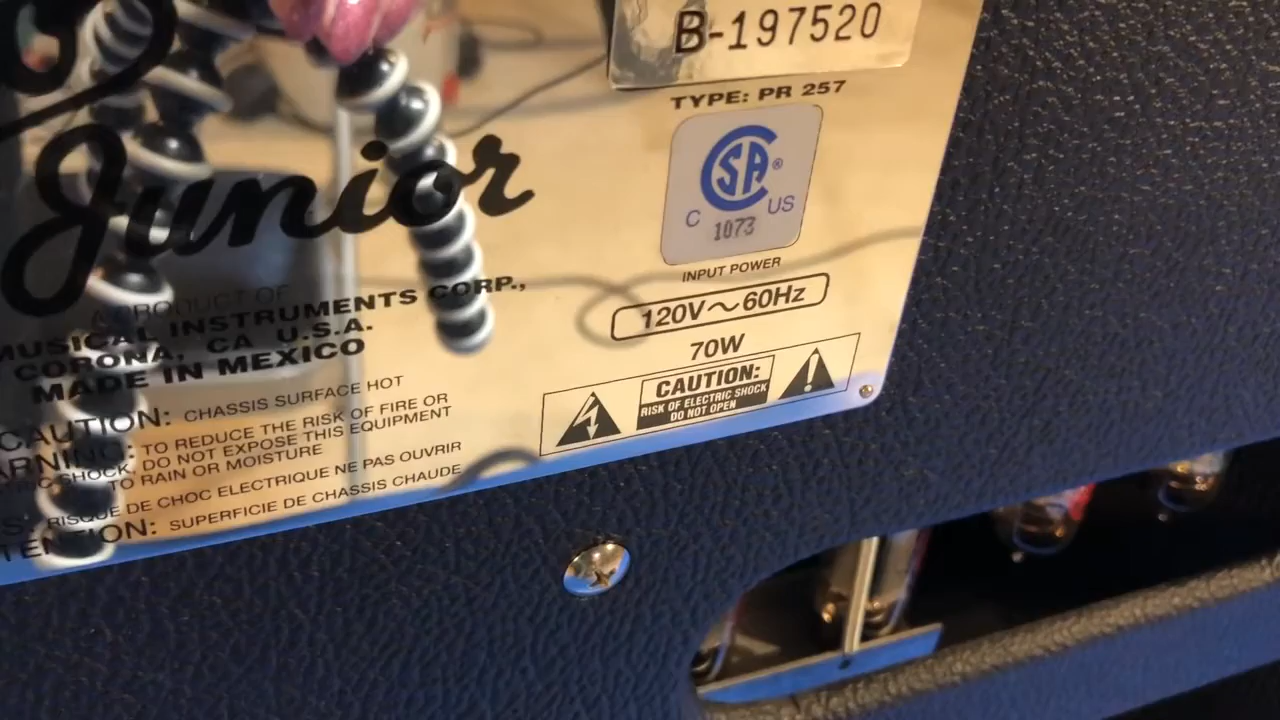 B-197520
TYPE: PR 257
CSA®
C US
1073
Junior
INPUT POWER
120V~60Hz
70W
A PRODUCT OF
MUSICAL INSTRUMENTS CORP.,
CORONA, CA U.S.A.
MADE IN MEXICO
CAUTION:
RISK OF ELECTRIC SHOCK
DO NOT OPEN
CAUTION: CHASSIS SURFACE HOT
TO REDUCE THE RISK OF FIRE OR
SHOCK, DO NOT EXPOSE THIS EQUIPMENT
TO RAIN OR MOISTURE
RISQUE DE CHOC ELECTRIQUE NE PAS OUVRIR
SUPERFICIE DE CHASSIS CHAUDE